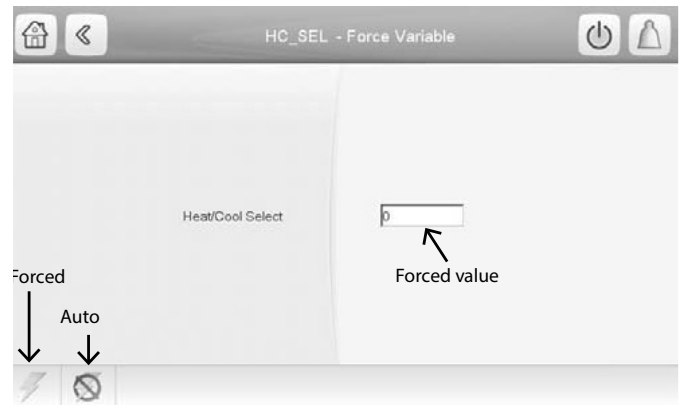 HC_SEL - Force Variable
Heat/Cool Select
0
Forced value
Forced
Auto